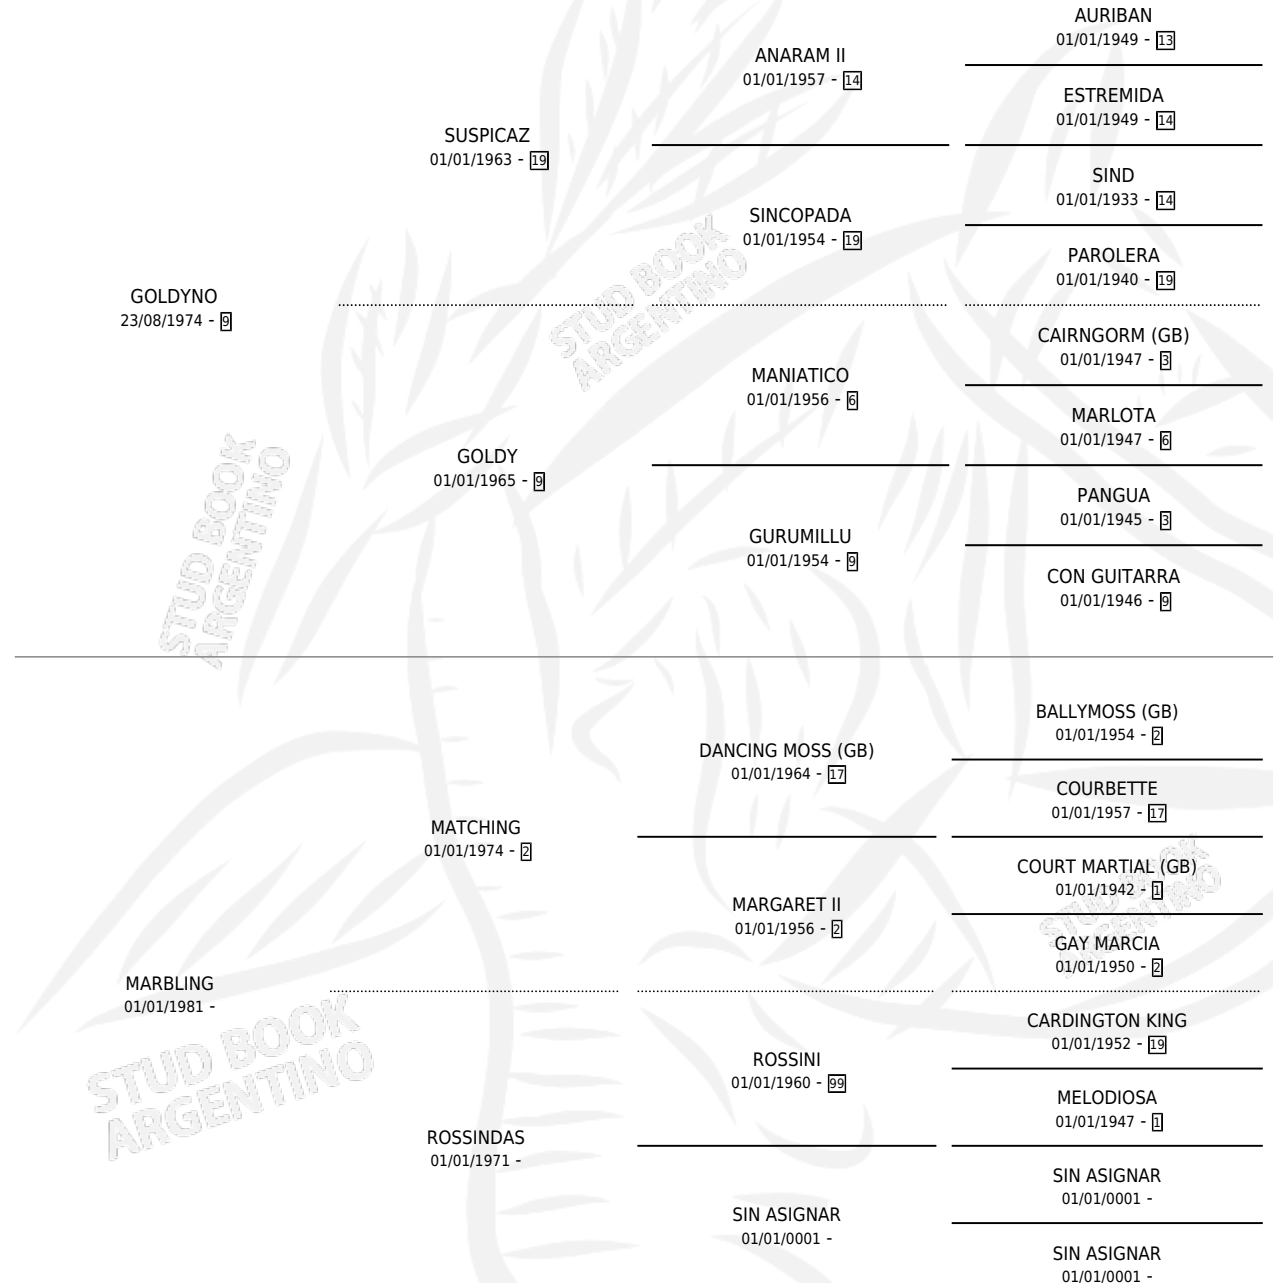 AURIBAN
01/01/1949 - 13
ANARAM II
01/01/1957 - 14
ESTREMIDA
01/01/1949 - 14
SUSPICAZ
01/01/1963 - 19
SIND
01/01/1933 - 14
SINCOPADA
01/01/1954 - 19
PAROLERA
01/01/1940 - 19
GOLDYNO
23/08/1974 - 9
CAIRNGORM (GB)
01/01/1947 - 3
MANIATICO
01/01/1956 - 6
MARLOTA
01/01/1947 - 6
GOLDY
01/01/1965 - 9
PANGUA
01/01/1945 - 3
GURUMILLU
01/01/1954 - 9
CON GUITARRA
01/01/1946 - 9
STUD BOOK
ARGENTINO
STUD BOOK
ARGENTINO
BALLYMOSS (GB)
01/01/1954 - 2
DANCING MOSS (GB)
01/01/1964 - 17
COURBETTE
01/01/1957 - 17
MATCHING
01/01/1974 - 2
COURT MARTIAL (GB)
01/01/1942 - 1
MARGARET II
01/01/1956 - 2
GAY MARCIA
01/01/1950 - 2
MARBLING
01/01/1981 -
CARDINGTON KING
01/01/1952 - 19
ROSSINI
01/01/1960 - 99
MELODIOSA
01/01/1947 - 1
ROSSINDAS
01/01/1971 -
SIN ASIGNAR
01/01/0001 -
SIN ASIGNAR
01/01/0001 -
SIN ASIGNAR
01/01/0001 -
STUD BOOK
ARGENTINO
STUD BOOK
ARGENTINO